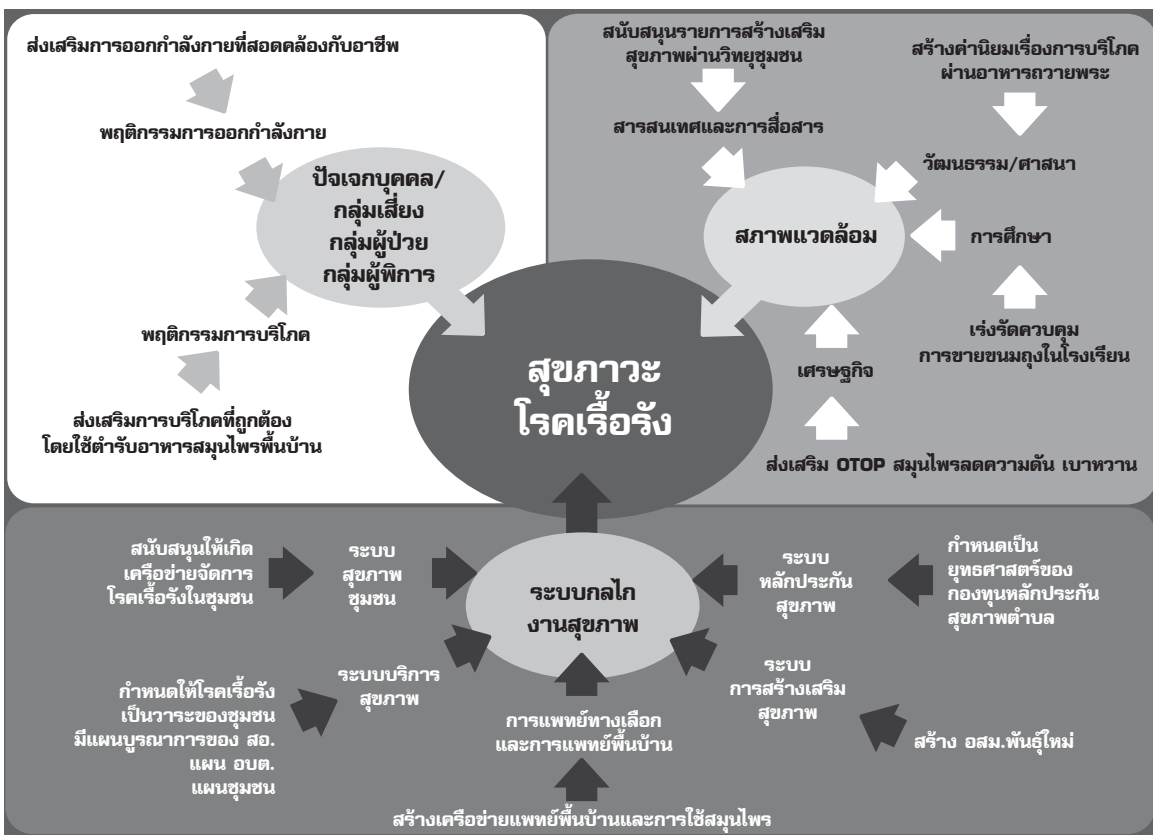 ส่งเสริมการออกกำลังกายที่สอดคล้องกับอาชีพ
พฤติกรรมการออกกำลังกาย
ปัจเจกบุคคล/
กลุ่มเสี่ยง
กลุ่มผู้ป่วย
กลุ่มผู้พิการ
พฤติกรรมการบริโภค
ส่งเสริมการบริโภคที่ถูกต้อง
โดยใช้ตำรับอาหารสมุนไพรพื้นบ้าน
สนับสนุนรายการสร้างเสริม
สุขภาพผ่านวิทยุชุมชน
สารสนเทศและการสื่อสาร
สร้างค่านิยมเรื่องการบริโภค
ผ่านอาหารถวายพระ
วัฒนธรรม/ศาสนา
สภาพแวดล้อม
การศึกษา
เร่งรัดควบคุม
การขายขนมถุงในโรงเรียน
เศรษฐกิจ
ส่งเสริม OTOP สมุนไพรลดความดัน เบาหวาน
สุขภาวะ
โรคเรื้อรัง
สนับสนุนให้เกิด
เครือข่ายจัดการ
โรคเรื้อรังในชุมชน
ระบบ
สุขภาพ
ชุมชน
ระบบกลไก
งานสุขภาพ
ระบบ
หลักประกัน
สุขภาพ
กำหนดเป็น
ยุทธศาสตร์ของ
กองทุนหลักประกัน
สุขภาพตำบล
กำหนดให้โรคเรื้อรัง
เป็นวาระของชุมชน
มีแผนบูรณาการของ สอ.
แผน อบต.
แผนชุมชน
ระบบบริการ
สุขภาพ
การแพทย์ทางเลือก
และการแพทย์พื้นบ้าน
ระบบ
การสร้างเสริม
สุขภาพ
สร้าง อสม.พันธุ์ใหม่
สร้างเครือข่ายแพทย์พื้นบ้านและการใช้สมุนไพร